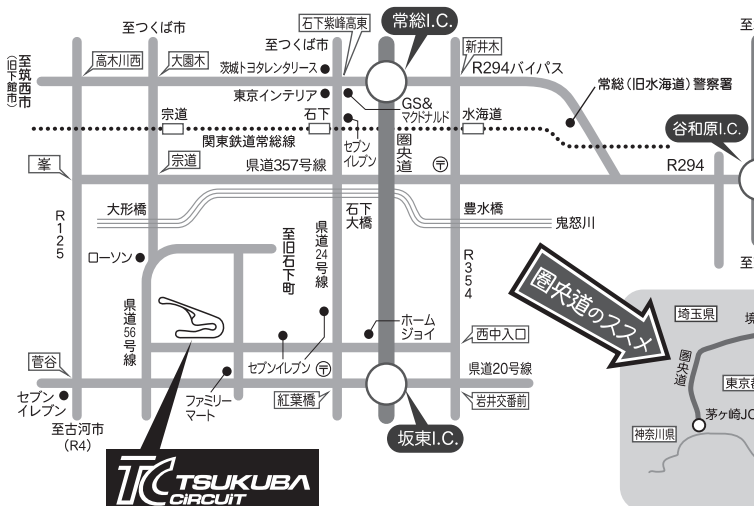 至つくば市
石下紫峰高東
常総I.C.
至
至筑西市
(旧下館市)
高木川西
大園木
至つくば市
茨城トヨタレンタリース
新井木
R294バイパス
東京インテリア
GS&
マクドナルド
常総(旧水海道)警察署
宗道
石下
水海道
谷和原I.C.
関東鉄道常総線
セブン
イレブン
圏央道
峯
宗道
県道357号線
〒
R294
R125
大形橋
石下
大橋
豊水橋
鬼怒川
ローソン
至旧石下町
県道24号線
R354
至
圏央道のススメ
県道56号線
ホーム
ジョイ
西中入口
埼玉県
境
菅谷
セブンイレブン
〒
県道20号線
圏央道
東京都
セブン
イレブン
ファミリー
マート
紅葉橋
岩井交番前
茅ヶ崎JC
至古河市
(R4)
坂東I.C.
神奈川県
TC TSUKUBA
CIRCUIT